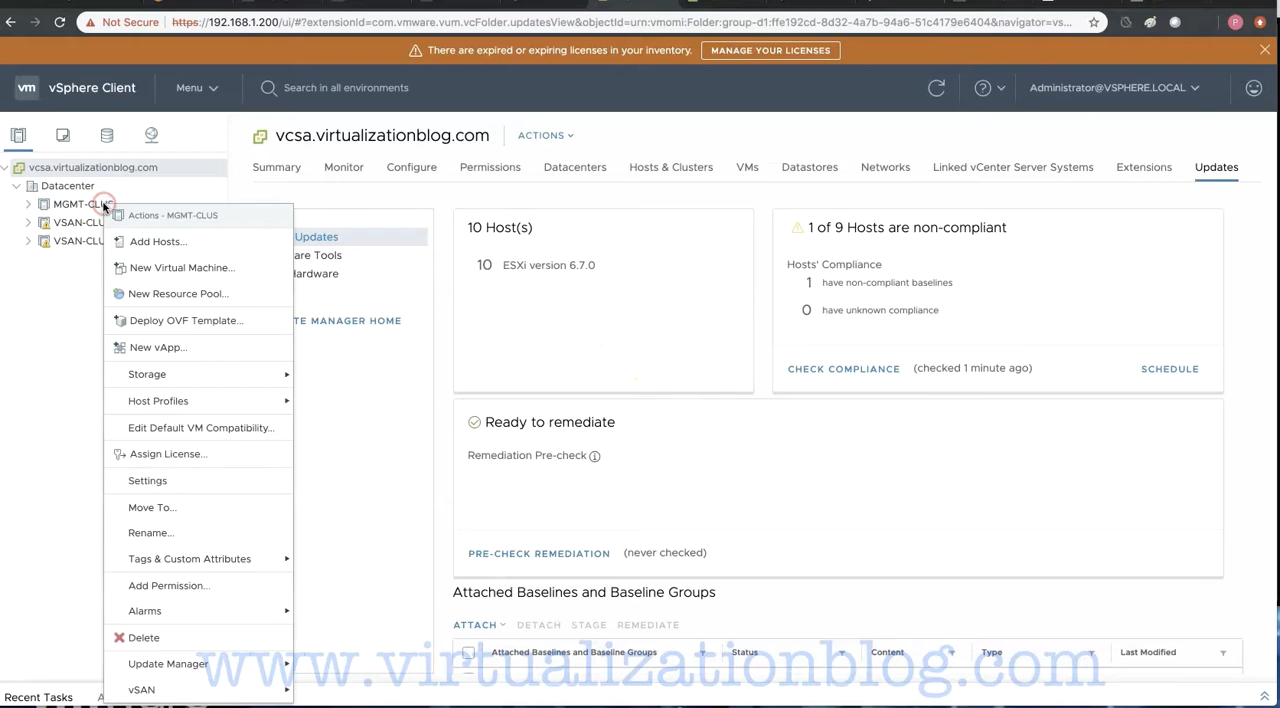 Not Secure
https://192.168.1.200/ui/#?extensionId=com.vmware.vum.vcFolder.updatesView&objectId=urn:vmomi:Folder:group-d1:ffe192cd-8d32-4a7b-94a6-51c4179e6404&navigator=vs...
P
There are expired or expiring licenses in your inventory.
MANAGE YOUR LICENSES
vm
vSphere Client
Menu
Search in all environments
Administrator@VSPHERE.LOCAL
vcsa.virtualizationblog.com
ACTIONS
Summary
Monitor
Configure
Permissions
Datacenters
Hosts & Clusters
VMs
Datastores
Networks
Linked vCenter Server Systems
Extensions
Updates
vcsa.virtualizationblog.com
Datacenter
MGMT-CLUS
VSAN-CLU
VSAN-CLU
Actions - MGMT-CLUS
Add Hosts...
New Virtual Machine...
New Resource Pool...
Deploy OVF Template...
New vApp...
Storage
Host Profiles
Edit Default VM Compatibility...
Assign License...
Settings
Move To...
Rename...
Tags & Custom Attributes
Add Permission...
Alarms
Delete
Update Manager
vSAN
Updates
are Tools
ardware
TE MANAGER HOME
10 Host(s)
10 ESXi version 6.7.0
1 of 9 Hosts are non-compliant
Hosts' Compliance
1 have non-compliant baselines
0 have unknown compliance
CHECK COMPLIANCE (checked 1 minute ago)
SCHEDULE
Ready to remediate
Remediation Pre-check
PRE-CHECK REMEDIATION (never checked)
Attached Baselines and Baseline Groups
ATTACH DETACH STAGE REMEDIATE
Attached Baselines and Baseline Groups
Status
Content
Type
Last Modified
www.virtualizationblog.com
Recent Tasks
A